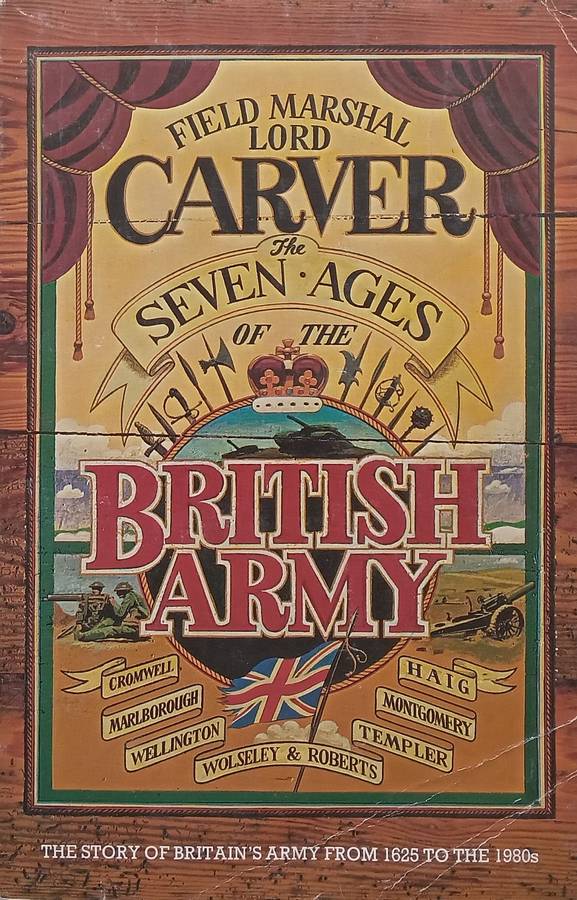 FIELD MARSHAL
LORD
CARVER
The
SEVEN · AGES
OF THE
BRITISH
ARMY
CROMWELL
MARLBOROUGH
WELLINGTON
WOLSELEY & ROBERTS
HAIG
MONTGOMERY
TEMPLER
THE STORY OF BRITAIN'S ARMY FROM 1625 TO THE 1980s